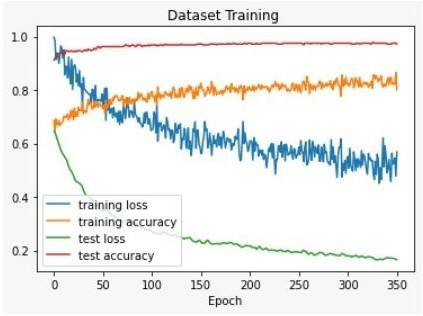 Dataset Training
1.0
0.8
0.6
0.4
0.2
training loss
training accuracy
test loss
test accuracy
0 50 100 150 200 250 300 350
Epoch